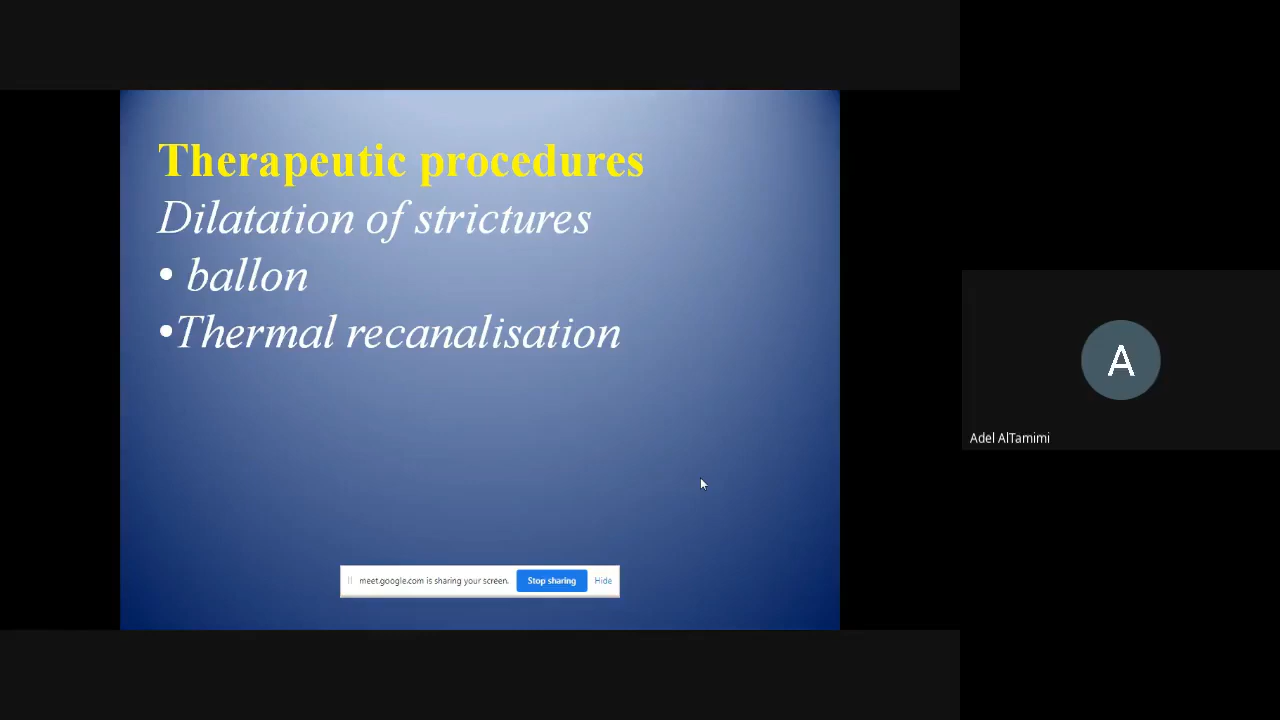 Therapeutic procedures
Dilatation of strictures
• ballon
•Thermal recanalisation
meet.google.com is sharing your screen. Stop sharing Hide
A
Adel AlTamimi